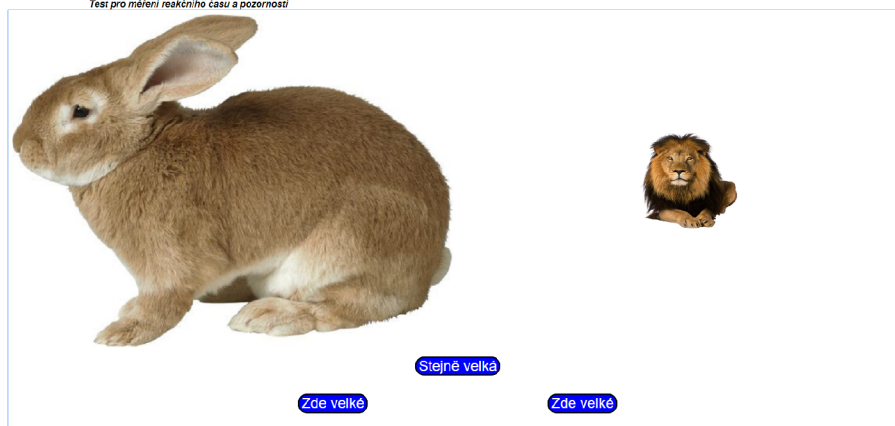 Test pro měření reakčního času a pozornosti
Stejně velká
Zde velké
Zde velké